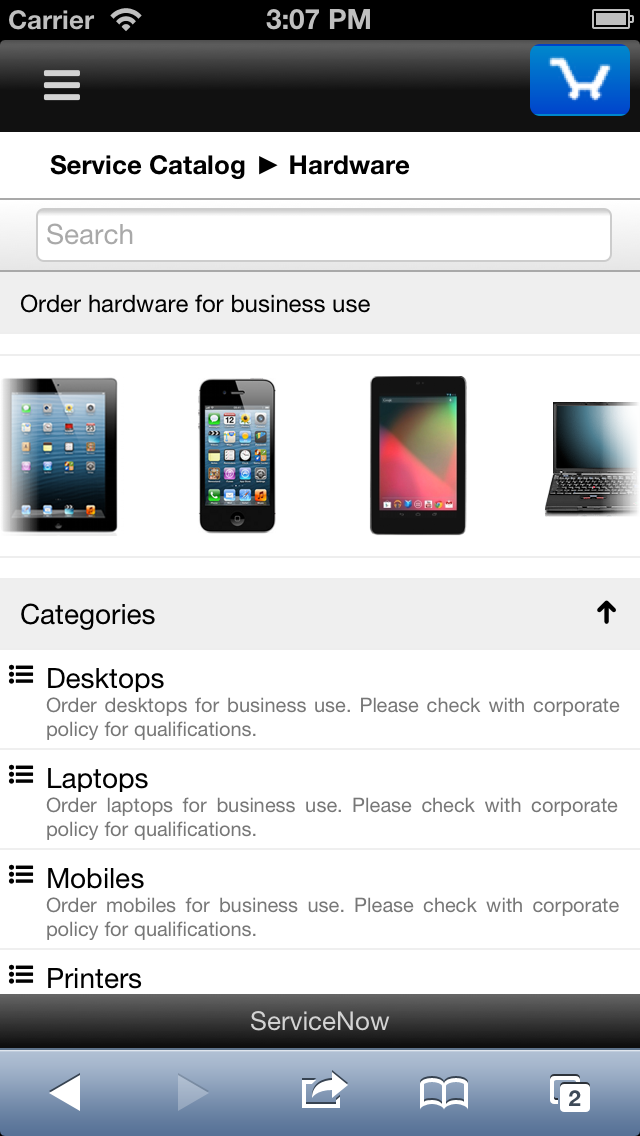 Carrier 3:07 PM
Service Catalog ► Hardware
Search
Order hardware for business use
Categories
Desktops
Order desktops for business use. Please check with corporate
policy for qualifications.
Laptops
Order laptops for business use. Please check with corporate
policy for qualifications.
Mobiles
Order mobiles for business use. Please check with corporate
policy for qualifications.
Printers
ServiceNow
2